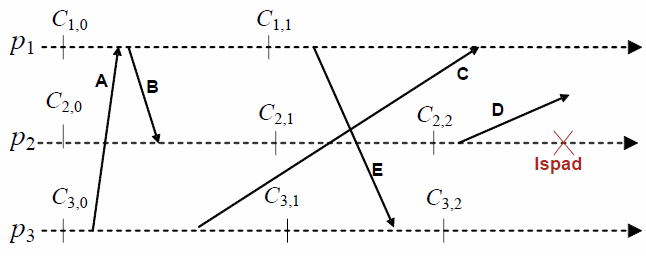 C1,0 C1,1
p1
A B C
C2,0 C2,1 C2,2 D
p2
Ispad
E
C3,0 C3,1 C3,2
p3